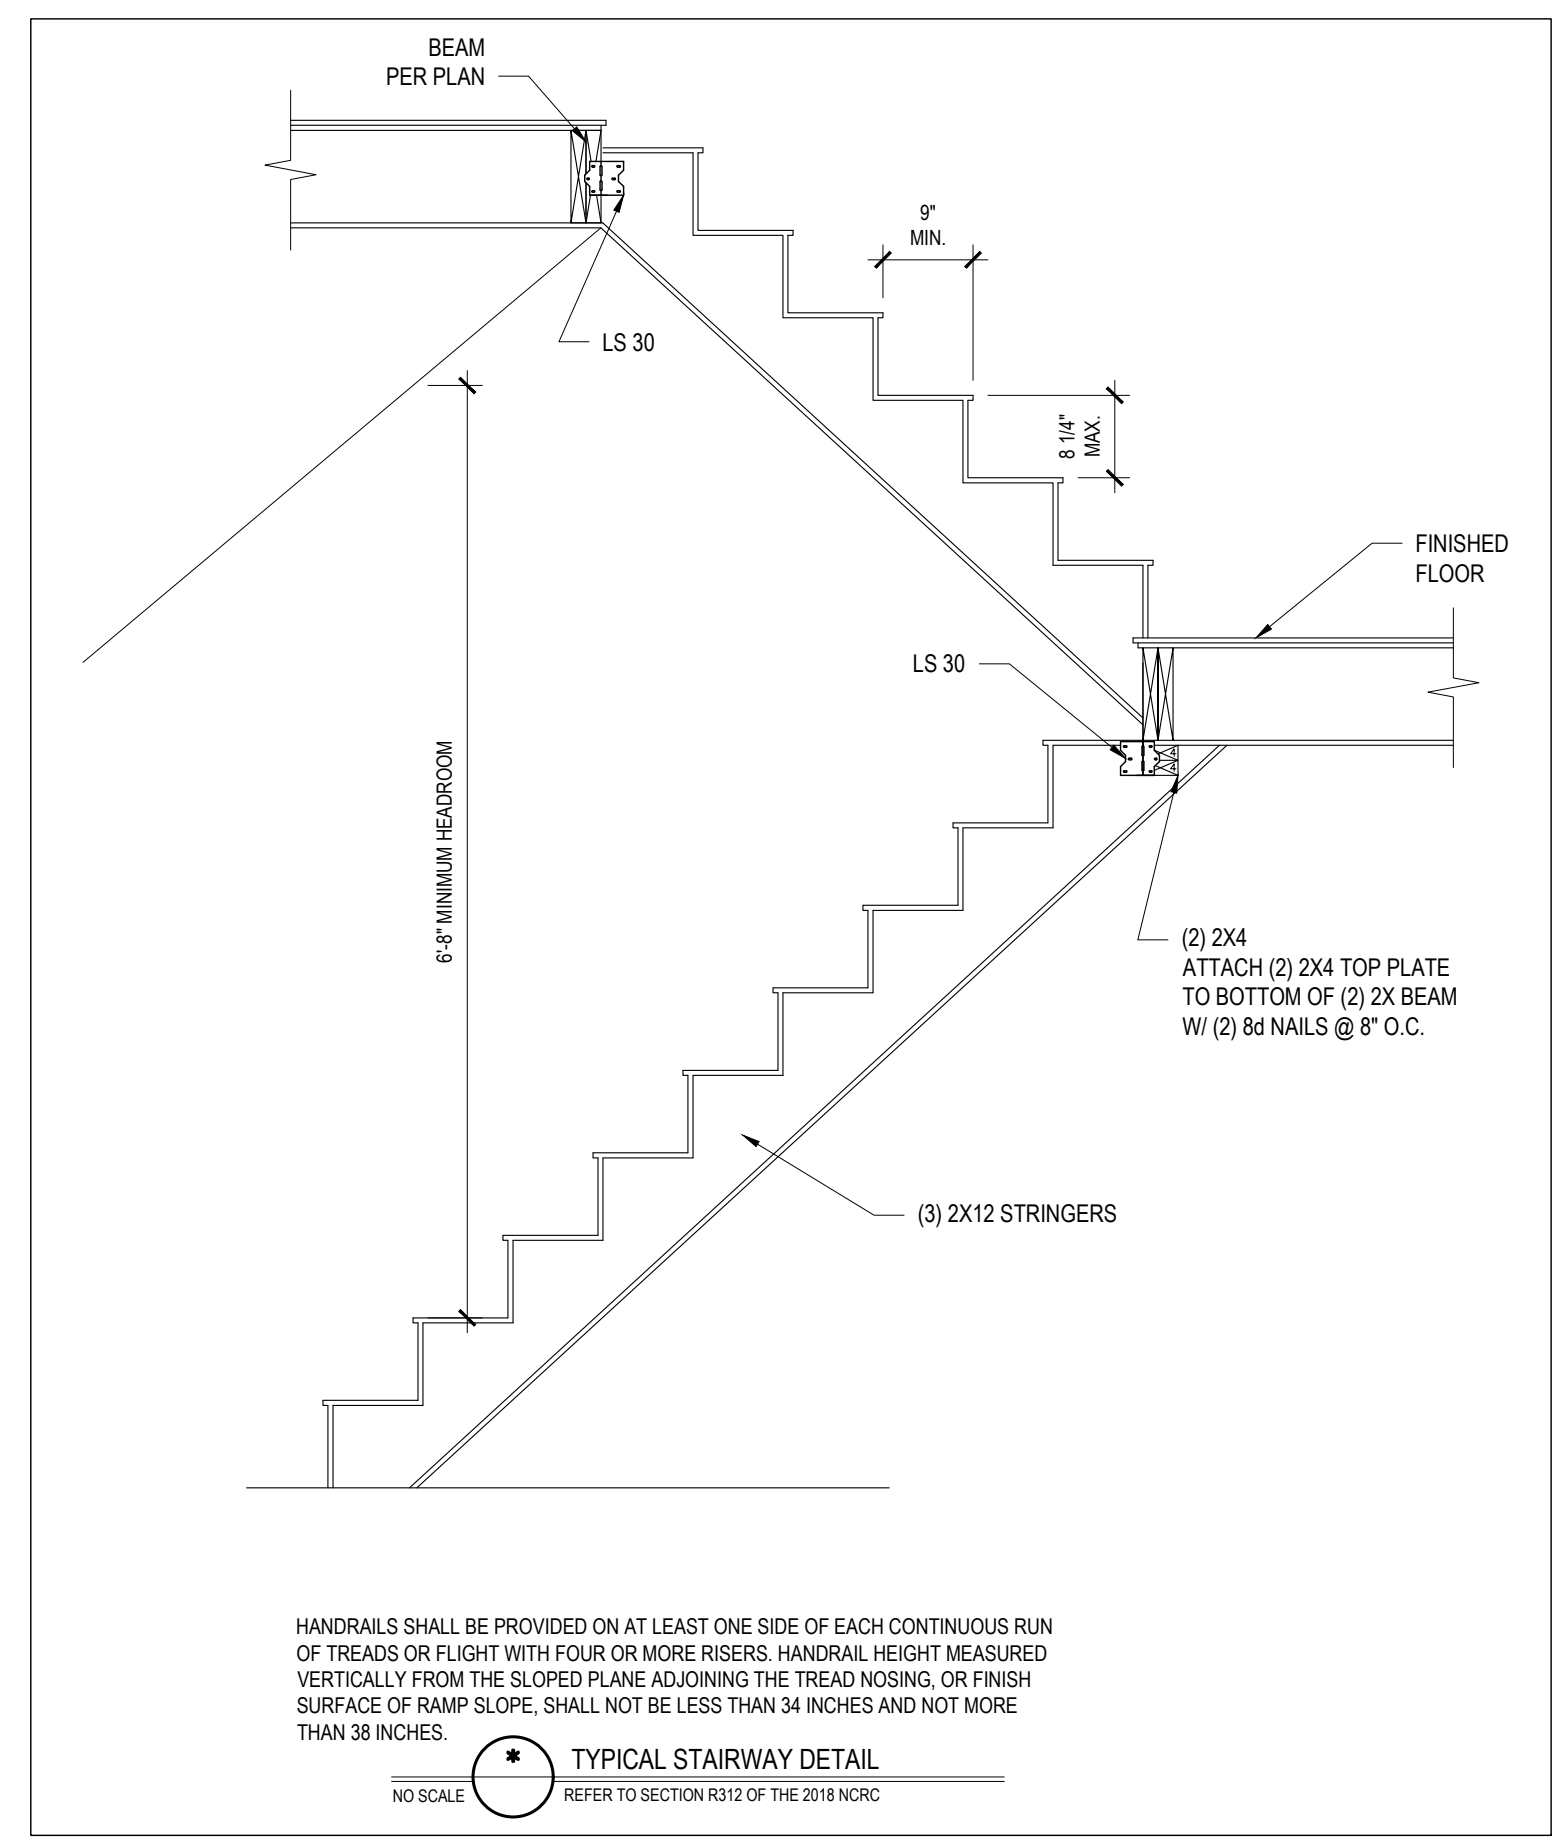 BEAM
PER PLAN
9"
MIN.
LS 30
8 1/4"
MAX.
FINISHED
FLOOR
LS 30
6'-8" MINIMUM HEADROOM
4
4
(2) 2X4
ATTACH (2) 2X4 TOP PLATE
TO BOTTOM OF (2) 2X BEAM
W/ (2) 8d NAILS @ 8" O.C.
(3) 2X12 STRINGERS
HANDRAILS SHALL BE PROVIDED ON AT LEAST ONE SIDE OF EACH CONTINUOUS RUN
OF TREADS OR FLIGHT WITH FOUR OR MORE RISERS. HANDRAIL HEIGHT MEASURED
VERTICALLY FROM THE SLOPED PLANE ADJOINING THE TREAD NOSING, OR FINISH
SURFACE OF RAMP SLOPE, SHALL NOT BE LESS THAN 34 INCHES AND NOT MORE
THAN 38 INCHES.
*
TYPICAL STAIRWAY DETAIL
NO SCALE
REFER TO SECTION R312 OF THE 2018 NCRC